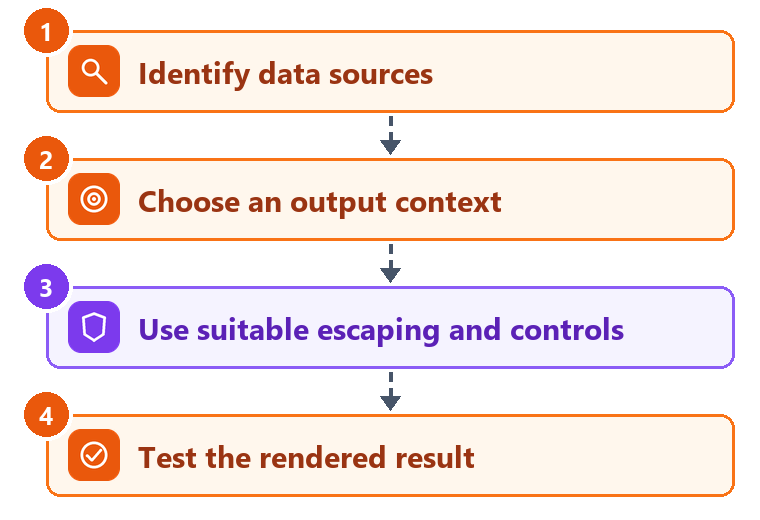 1
Identify data sources
2
Choose an output context
3
Use suitable escaping and controls
4
Test the rendered result